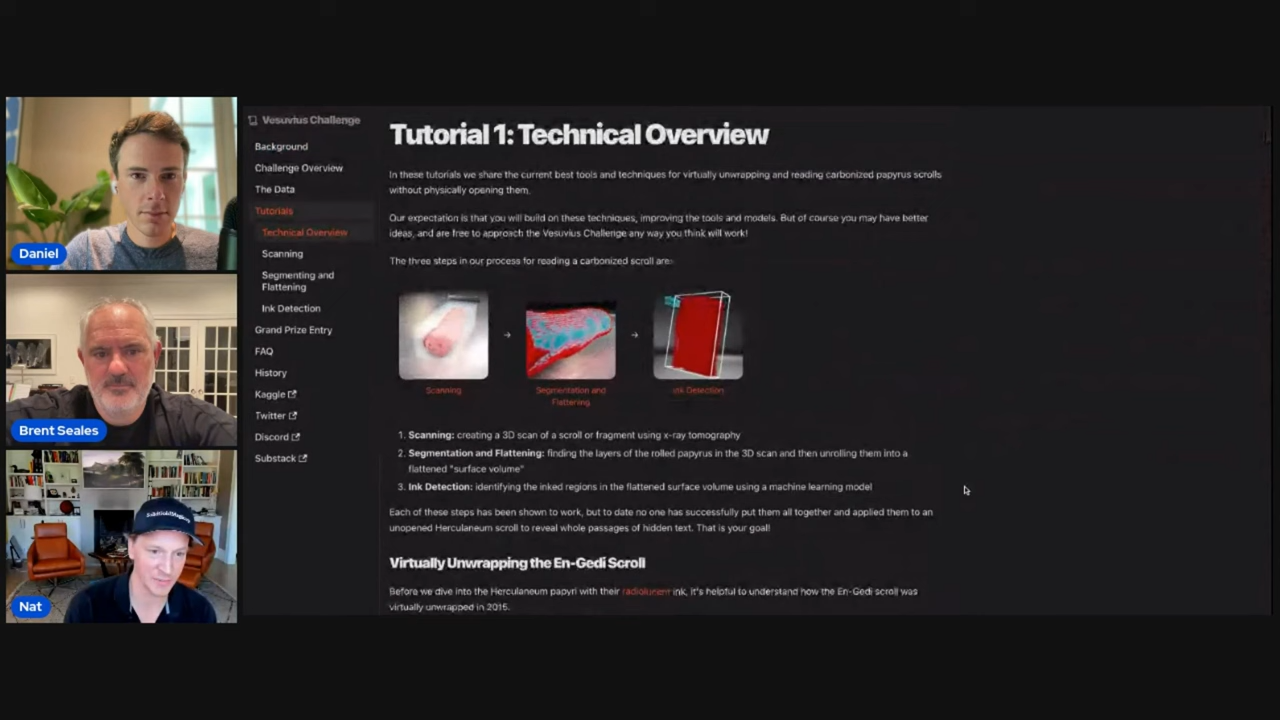 Daniel
Brent Seales
Nat
Vesuvius Challenge
Background
Challenge Overview
The Data
Tutorials
Technical Overview
Scanning
Segmenting and
Flattening
Ink Detection
Grand Prize Entry
FAQ
History
Kaggle
Twitter
Discord
Substack
Tutorial 1: Technical Overview
In these tutorials we share the current best tools and techniques for virtually unwrapping and reading carbonized papyrus scrolls
without physically opening them.
Our expectation is that you will build on these techniques, improving the tools and models. But of course you may have better
ideas, and are free to approach the Vesuvius Challenge any way you think will work!
The three steps in our process for reading a carbonized scroll are:
Scanning
Segmentation and
Flattening
Ink Detection
1. Scanning: creating a 3D scan of a scroll or fragment using x-ray tomography
2. Segmentation and Flattening: finding the layers of the rolled papyrus in the 3D scan and then unrolling them into a
flattened "surface volume"
3. Ink Detection: identifying the inked regions in the flattened surface volume using a machine learning model
Each of these steps has been shown to work, but to date no one has successfully put them all together and applied them to an
unopened Herculaneum scroll to reveal whole passages of hidden text. That is your goal!
Virtually Unwrapping the En-Gedi Scroll
Before we dive into the Herculaneum papyri with their radiolucent ink, it's helpful to understand how the En-Gedi scroll was
virtually unwrapped in 2015.